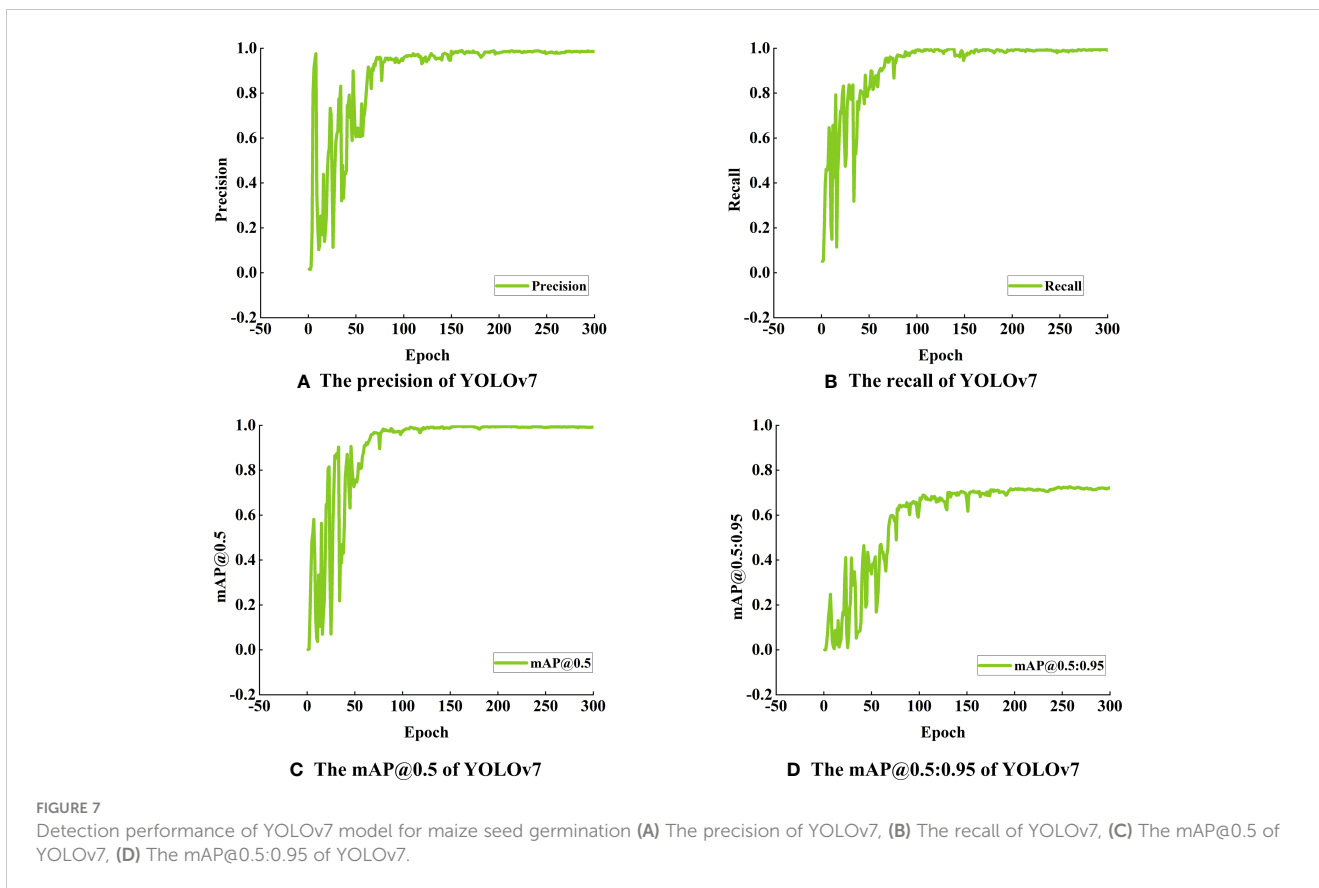 1.0
0.8
0.6
0.4
0.2
0.0
-0.2
Precision
-50 0 50 100 150 200 250 300
Epoch
Precision
A The precision of YOLOv7
1.0
0.8
0.6
0.4
0.2
0.0
-0.2
Recall
-50 0 50 100 150 200 250 300
Epoch
Recall
B The recall of YOLOv7
1.0
0.8
0.6
0.4
0.2
0.0
-0.2
mAP@0.5
-50 0 50 100 150 200 250 300
Epoch
mAP@0.5
C The mAP@0.5 of YOLOv7
1.0
0.8
0.6
0.4
0.2
0.0
-0.2
mAP@0.5:0.95
-50 0 50 100 150 200 250 300
Epoch
mAP@0.5:0.95
D The mAP@0.5:0.95 of YOLOv7
FIGURE 7
Detection performance of YOLOv7 model for maize seed germination (A) The precision of YOLOv7, (B) The recall of YOLOv7, (C) The mAP@0.5 of
YOLOv7, (D) The mAP@0.5:0.95 of YOLOv7.